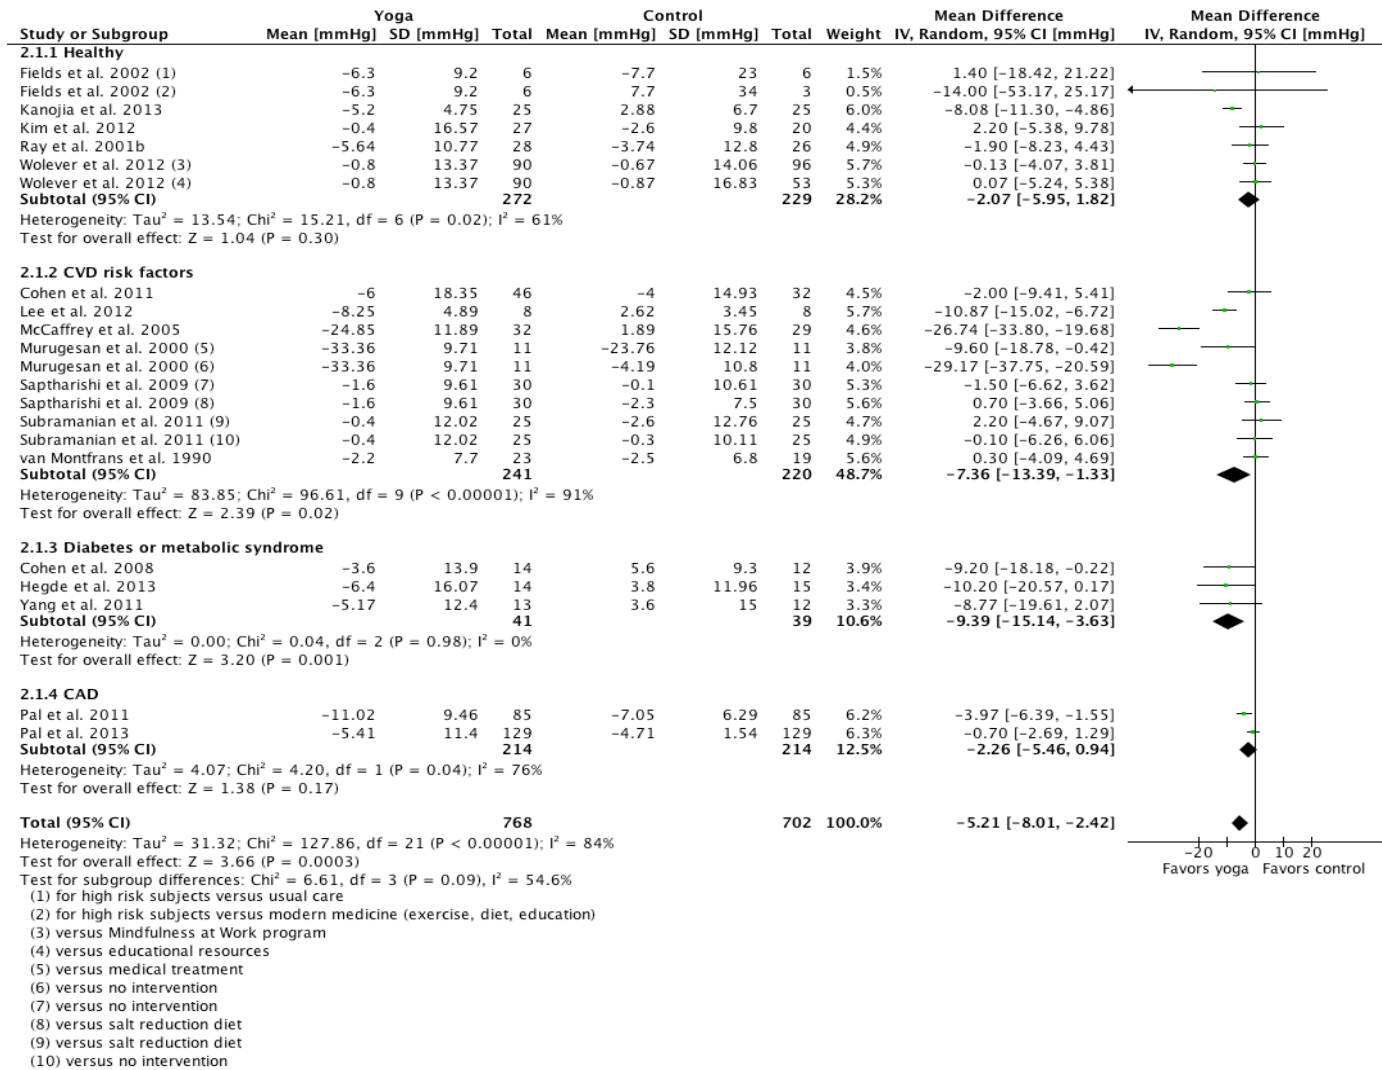 Yoga Control Mean Difference Mean Difference
Study or Subgroup Mean [mmHg] SD [mmHg] Total Mean [mmHg] SD [mmHg] Total Weight IV, Random, 95% CI [mmHg] IV, Random, 95% CI [mmHg]
2.1.1 Healthy
Fields et al. 2002 (1) −6.3 9.2 6 −7.7 23 6 1.5% 1.40 [−18.42, 21.22]
Fields et al. 2002 (2) −6.3 9.2 6 7.7 34 3 0.5% −14.00 [−53.17, 25.17]
Kanojia et al. 2013 −5.2 4.75 25 2.88 6.7 25 6.0% −8.08 [−11.30, −4.86]
Kim et al. 2012 −0.4 16.57 27 −2.6 9.8 20 4.4% 2.20 [−5.38, 9.78]
Ray et al. 2001b −5.64 10.77 28 −3.74 12.8 26 4.9% −1.90 [−8.23, 4.43]
Wolever et al. 2012 (3) −0.8 13.37 90 −0.67 14.06 96 5.7% −0.13 [−4.07, 3.81]
Wolever et al. 2012 (4) −0.8 13.37 90 −0.87 16.83 53 5.3% 0.07 [−5.24, 5.38]
Subtotal (95% CI) 272 229 28.2% −2.07 [−5.95, 1.82]
Heterogeneity: Tau² = 13.54; Chi² = 15.21, df = 6 (P = 0.02); I² = 61%
Test for overall effect: Z = 1.04 (P = 0.30)
2.1.2 CVD risk factors
Cohen et al. 2011 −6 18.35 46 −4 14.93 32 4.5% −2.00 [−9.41, 5.41]
Lee et al. 2012 −8.25 4.89 8 2.62 3.45 8 5.7% −10.87 [−15.02, −6.72]
McCaffrey et al. 2005 −24.85 11.89 32 1.89 15.76 29 4.6% −26.74 [−33.80, −19.68]
Murugesan et al. 2000 (5) −33.36 9.71 11 −23.76 12.12 11 3.8% −9.60 [−18.78, −0.42]
Murugesan et al. 2000 (6) −33.36 9.71 11 −4.19 10.8 11 4.0% −29.17 [−37.75, −20.59]
Saptharishi et al. 2009 (7) −1.6 9.61 30 −0.1 10.61 30 5.3% −1.50 [−6.62, 3.62]
Saptharishi et al. 2009 (8) −1.6 9.61 30 −2.3 7.5 30 5.6% 0.70 [−3.66, 5.06]
Subramanian et al. 2011 (9) −0.4 12.02 25 −2.6 12.76 25 4.7% 2.20 [−4.67, 9.07]
Subramanian et al. 2011 (10) −0.4 12.02 25 −0.3 10.11 25 4.9% −0.10 [−6.26, 6.06]
van Montfrans et al. 1990 −2.2 7.7 23 −2.5 6.8 19 5.6% 0.30 [−4.09, 4.69]
Subtotal (95% CI) 241 220 48.7% −7.36 [−13.39, −1.33]
Heterogeneity: Tau² = 83.85; Chi² = 96.61, df = 9 (P < 0.00001); I² = 91%
Test for overall effect: Z = 2.39 (P = 0.02)
2.1.3 Diabetes or metabolic syndrome
Cohen et al. 2008 −3.6 13.9 14 5.6 9.3 12 3.9% −9.20 [−18.18, −0.22]
Hegde et al. 2013 −6.4 16.07 14 3.8 11.96 15 3.4% −10.20 [−20.57, 0.17]
Yang et al. 2011 −5.17 12.4 13 3.6 15 12 3.3% −8.77 [−19.61, 2.07]
Subtotal (95% CI) 41 39 10.6% −9.39 [−15.14, −3.63]
Heterogeneity: Tau² = 0.00; Chi² = 0.04, df = 2 (P = 0.98); I² = 0%
Test for overall effect: Z = 3.20 (P = 0.001)
2.1.4 CAD
Pal et al. 2011 −11.02 9.46 85 −7.05 6.29 85 6.2% −3.97 [−6.39, −1.55]
Pal et al. 2013 −5.41 11.4 129 −4.71 1.54 129 6.3% −0.70 [−2.69, 1.29]
Subtotal (95% CI) 214 214 12.5% −2.26 [−5.46, 0.94]
Heterogeneity: Tau² = 4.07; Chi² = 4.20, df = 1 (P = 0.04); I² = 76%
Test for overall effect: Z = 1.38 (P = 0.17)
Total (95% CI) 768 702 100.0% −5.21 [−8.01, −2.42]
Heterogeneity: Tau² = 31.32; Chi² = 127.86, df = 21 (P < 0.00001); I² = 84%
−20 0 10 20
Test for overall effect: Z = 3.66 (P = 0.0003)
Favors yoga Favors control
Test for subgroup differences: Chi² = 6.61, df = 3 (P = 0.09), I² = 54.6%
(1) for high risk subjects versus usual care
(2) for high risk subjects versus modern medicine (exercise, diet, education)
(3) versus Mindfulness at Work program
(4) versus educational resources
(5) versus medical treatment
(6) versus no intervention
(7) versus no intervention
(8) versus salt reduction diet
(9) versus salt reduction diet
(10) versus no intervention